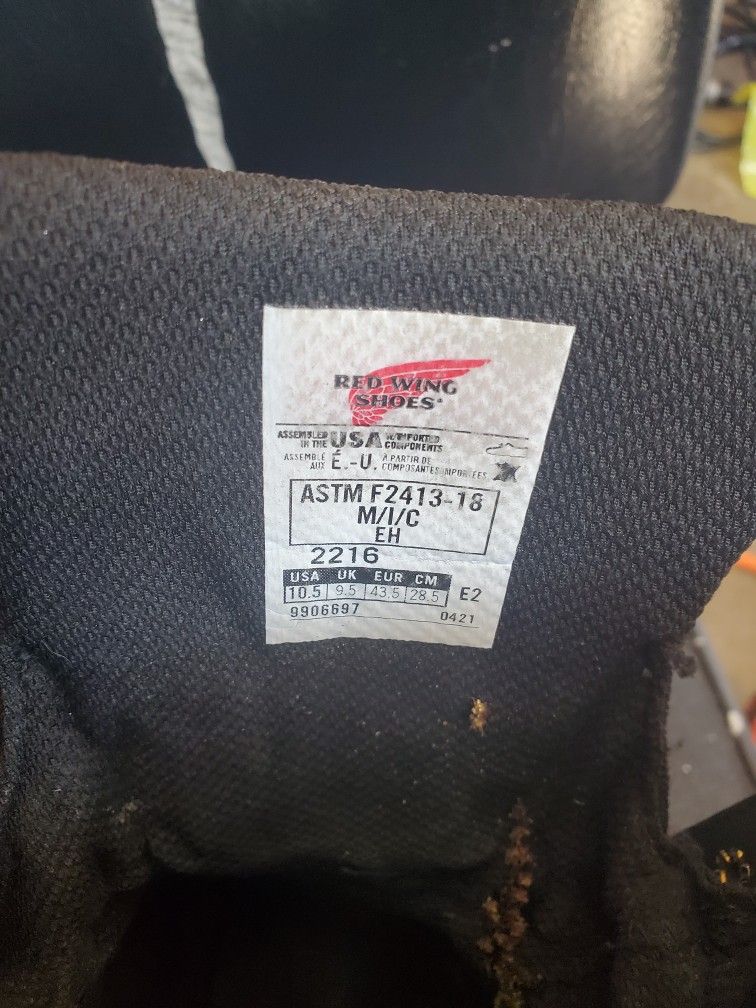 RED WING
SHOES®
ASSEMBLED IN THE USA W/IMPORTED COMPONENTS
ASSEMBLÉ AUX É.-U. À PARTIR DE COMPOSANTES IMPORTÉES
ASTM F2413-18
M/I/C
EH
2216
USA UK EUR CM
10.5 9.5 43.5 28.5 E2
9906697 0421